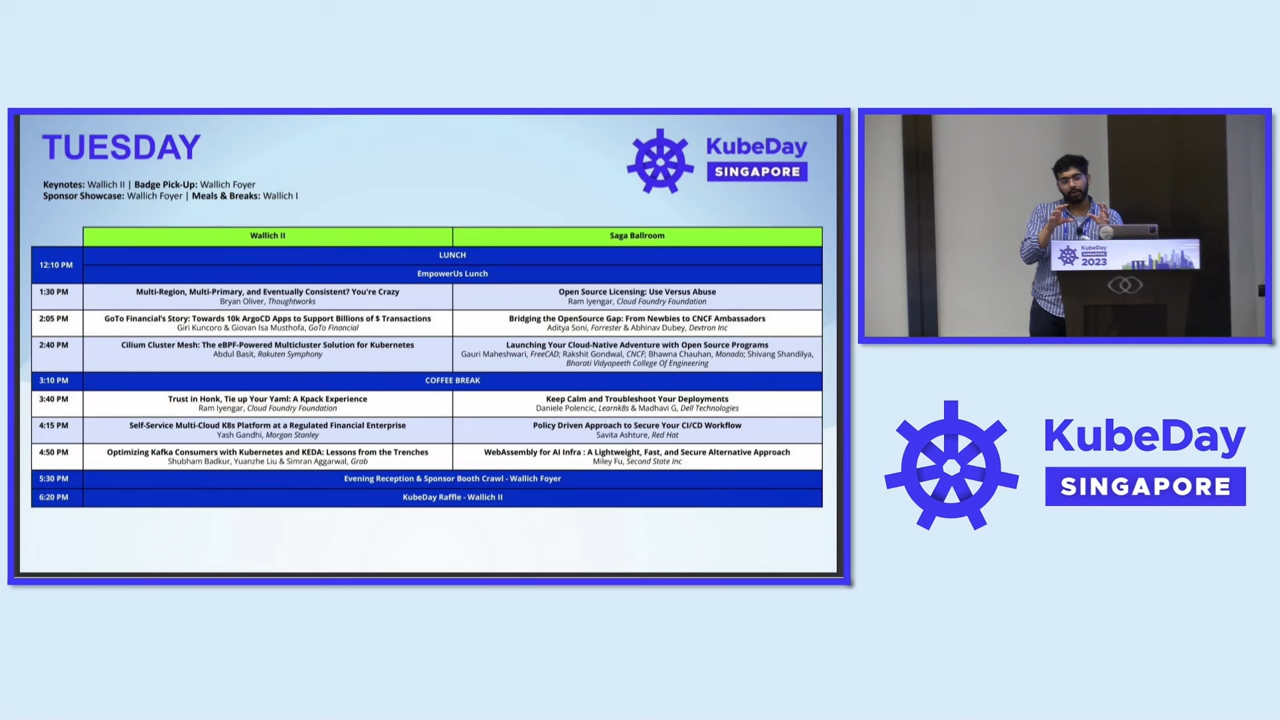 TUESDAY
Keynotes: Wallich II | Badge Pick-Up: Wallich Foyer
Sponsor Showcase: Wallich Foyer | Meals & Breaks: Wallich I
KubeDay
SINGAPORE
Wallich II
Saga Ballroom
12:10 PM
LUNCH
EmpowerUs Lunch
1:30 PM
Multi-Region, Multi-Primary, and Eventually Consistent? You're Crazy
Bryan Oliver, Thoughtworks
Open Source Licensing: Use Versus Abuse
Ram Iyengar, Cloud Foundry Foundation
2:05 PM
GoTo Financial's Story: Towards 10k ArgoCD Apps to Support Billions of $ Transactions
Giri Kuncoro & Giovan Isa Musthofa, GoTo Financial
Bridging the OpenSource Gap: From Newbies to CNCF Ambassadors
Aditya Soni, Forrester & Abhinav Dubey, Devtron Inc
2:40 PM
Cilium Cluster Mesh: The eBPF-Powered Multicluster Solution for Kubernetes
Abdul Basit, Rakuten Symphony
Launching Your Cloud-Native Adventure with Open Source Programs
Gauri Maheshwari, FreeCAD; Rakshit Gondwal, CNCF; Bhawna Chauhan, Monado; Shivang Shandilya,
Bharati Vidyapeeth College Of Engineering
3:10 PM
COFFEE BREAK
3:40 PM
Trust in Honk, Tie up Your Yaml: A Kpack Experience
Ram Iyengar, Cloud Foundry Foundation
Keep Calm and Troubleshoot Your Deployments
Daniele Polencic, Learnk8s & Madhavi G, Dell Technologies
4:15 PM
Self-Service Multi-Cloud K8s Platform at a Regulated Financial Enterprise
Yash Gandhi, Morgan Stanley
Policy Driven Approach to Secure Your CI/CD Workflow
Savita Ashture, Red Hat
4:50 PM
Optimizing Kafka Consumers with Kubernetes and KEDA: Lessons from the Trenches
Shubham Badkur, Yuanzhe Liu & Simran Aggarwal, Grab
WebAssembly for AI Infra : A Lightweight, Fast, and Secure Alternative Approach
Miley Fu, Second State Inc
5:30 PM
Evening Reception & Sponsor Booth Crawl - Wallich Foyer
6:20 PM
KubeDay Raffle - Wallich II
KubeDay
SINGAPORE
2023
KubeDay
SINGAPORE